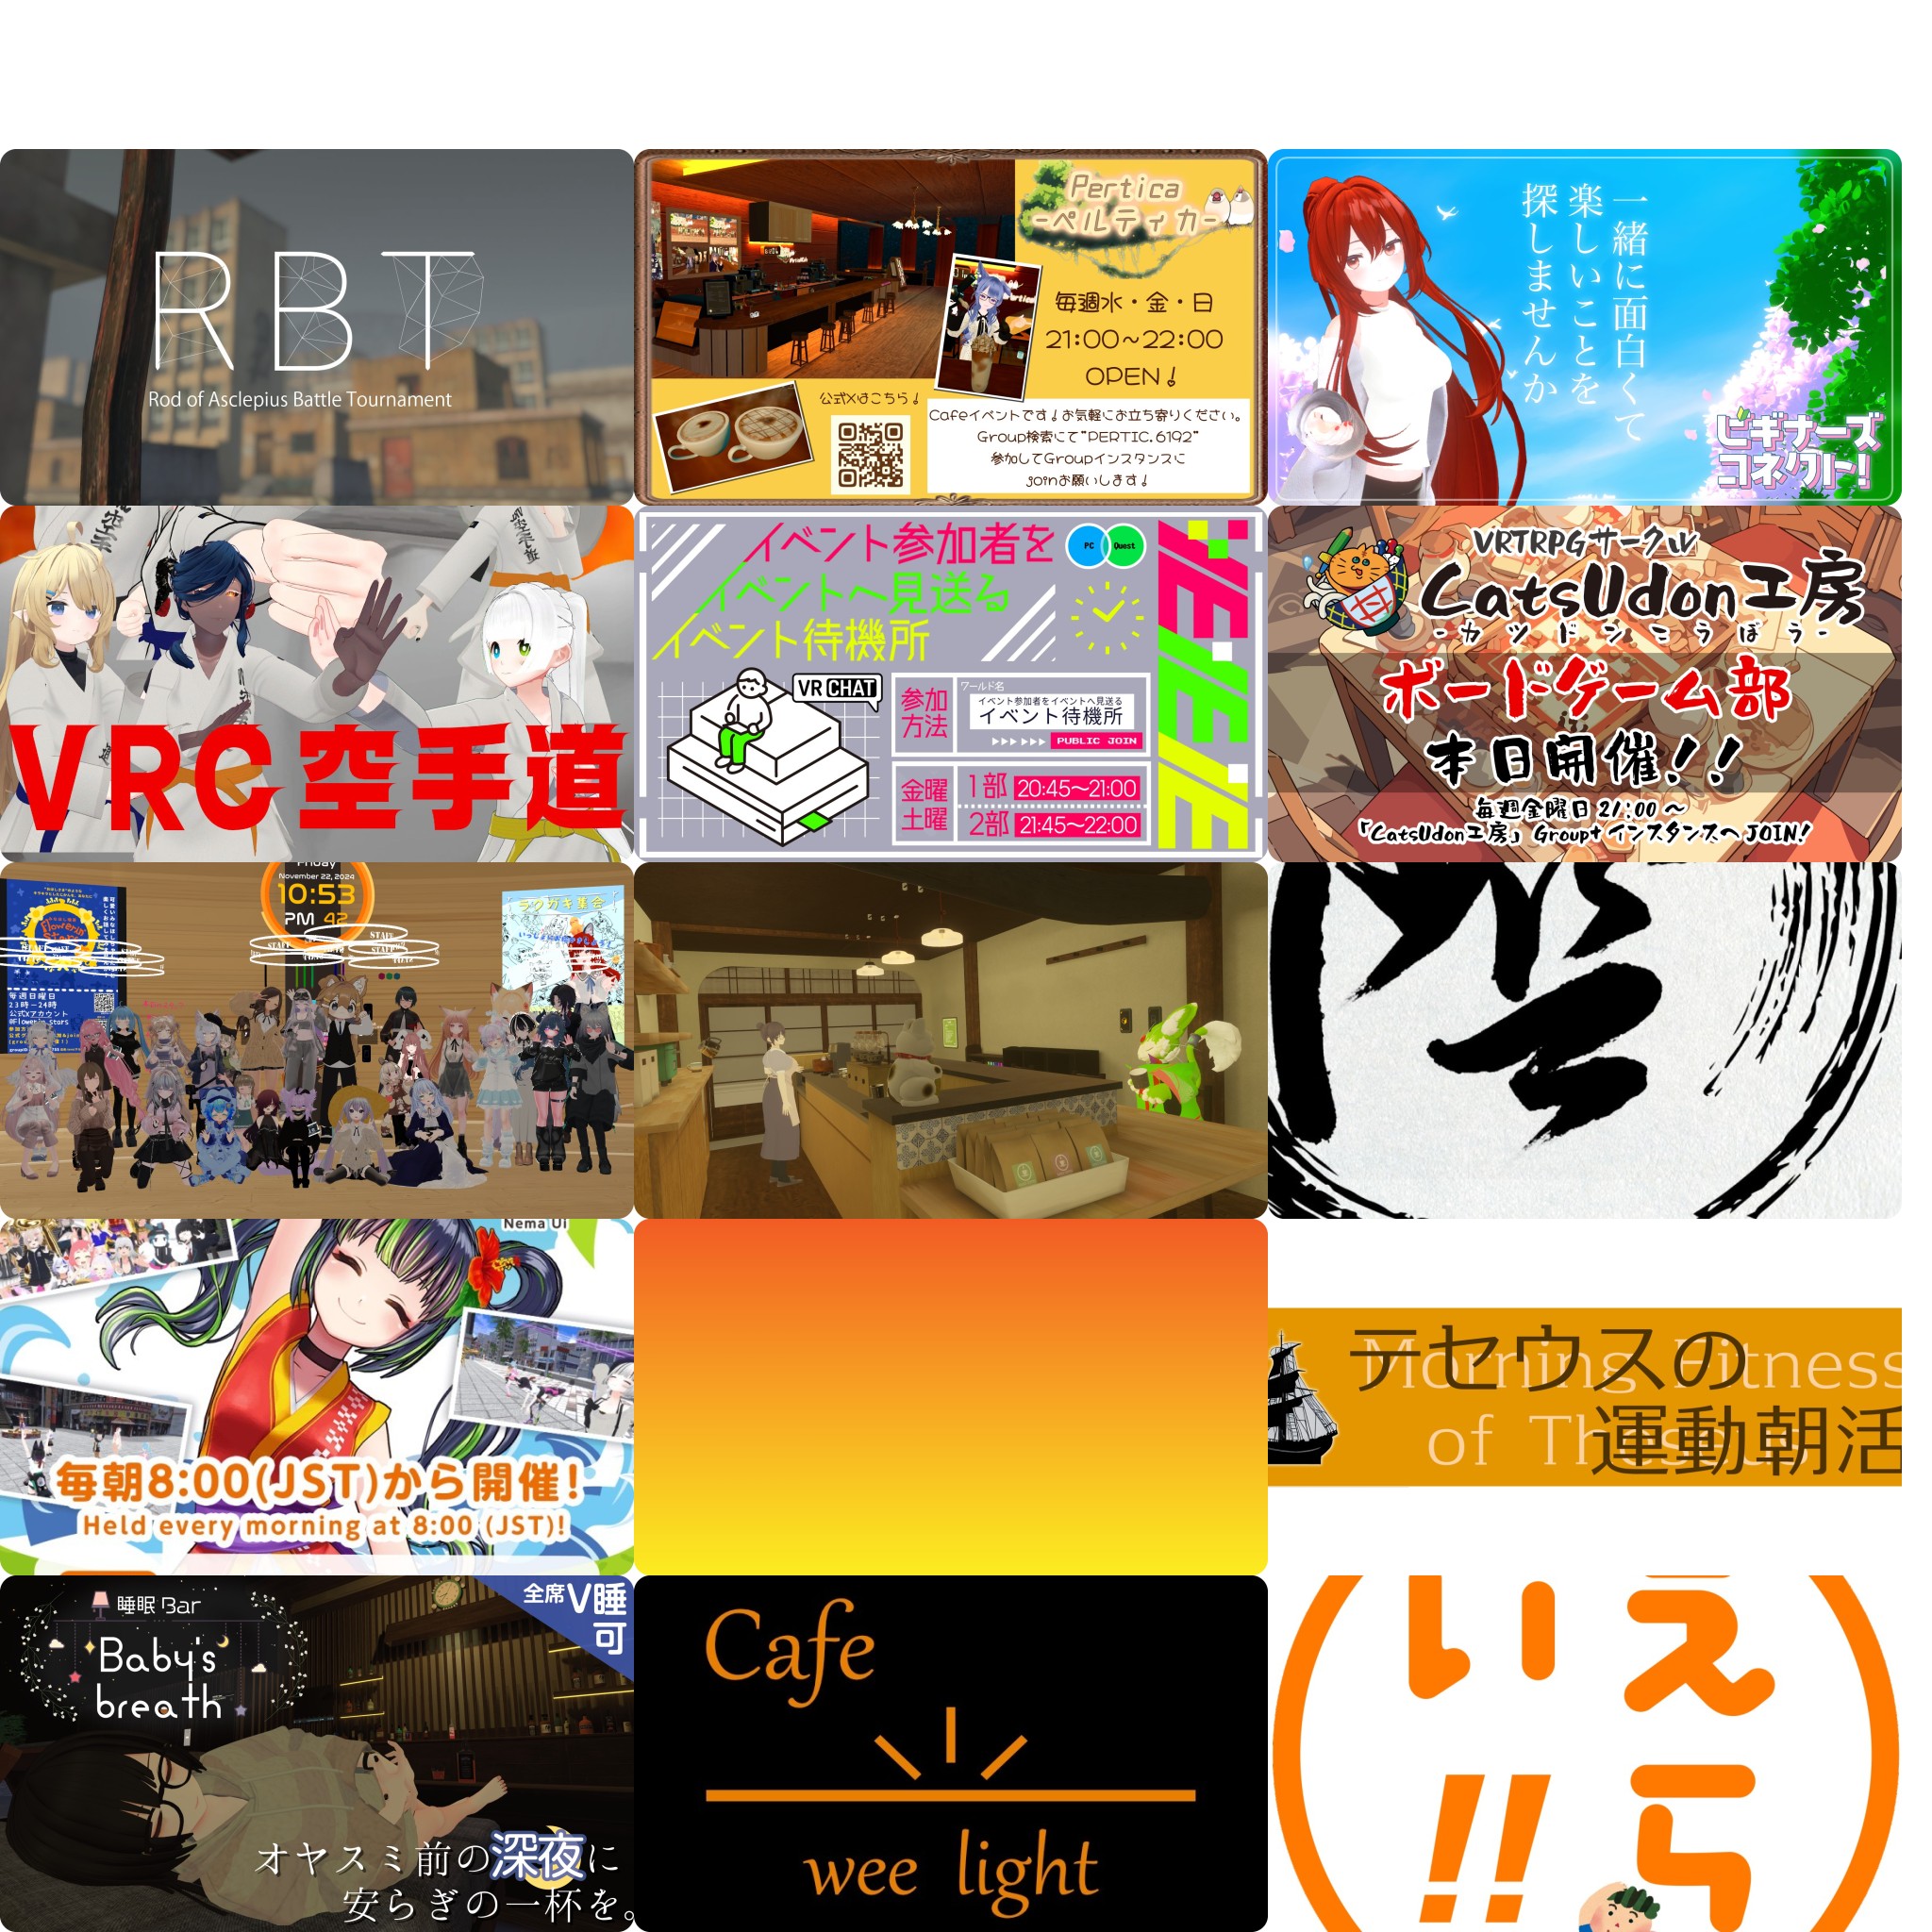 RBT
Rod of Asclepius Battle Tournament
Pertica
-ペルティカ-
毎週水・金・日
21:00~22:00
OPEN!
公式Xはこちら!
Cafeイベントです!お気軽にお立ち寄りください。
Group検索にて"PERTIC.6192"
参加してGroupインスタンスに
joinお願いします!
一緒に面白くて
楽しいことを
探しませんか
ビギナーズ
コネクト!
VRC空手道
イベント参加者を
イベントへ見送る
イベント待機所
PC
Quest
VRCHAT
参加
方法
ワールド名
イベント参加者をイベントへ見送る
イベント待機所
PUBLIC JOIN
金曜
土曜
1部 20:45~21:00
2部 21:45~22:00
VRTRPGサークル
CatsUdon工房
-カツドンこうぼう-
ボードゲーム部
本日開催!!
毎週金曜日 21:00 ~
「CatsUdon工房」Group+インスタンスへJOIN!
Friday
November 22, 2024
10:53
PM 42
STAFF
毎週日曜日
23時-24時
公式Xアカウント
@Flowerin_stars
ラクガキ集会
Nema Ui
毎朝8:00(JST)から開催!
Held every morning at 8:00 (JST)!
テセウスの
運動朝活
Morning Fitness
睡眠Bar
Baby's
breath
全席V睡
可
オヤスミ前の深夜に
安らぎの一杯を。
Cafe
wee light
えら
い!!